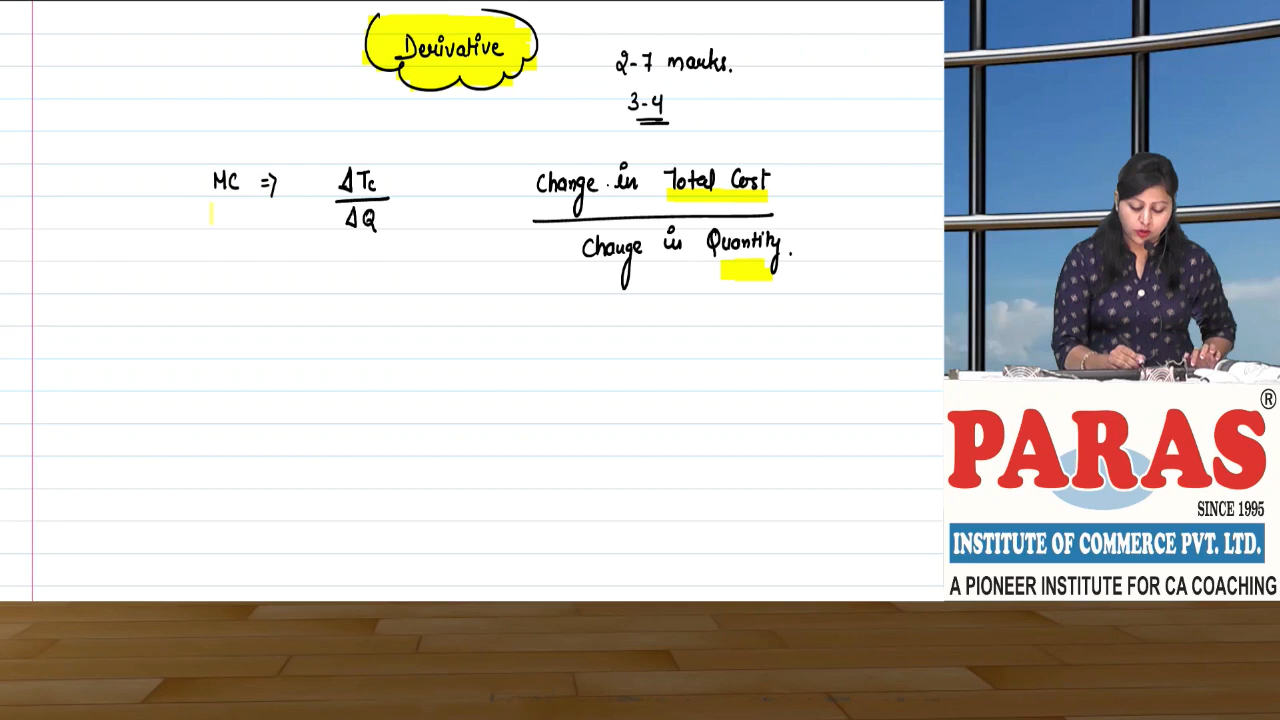 Derivative
2-7 marks.
3-4
MC ⇒ ΔTc / ΔQ
Change in Total Cost
Change in Quantity.
PARAS®
SINCE 1995
INSTITUTE OF COMMERCE PVT. LTD.
A PIONEER INSTITUTE FOR CA COACHING